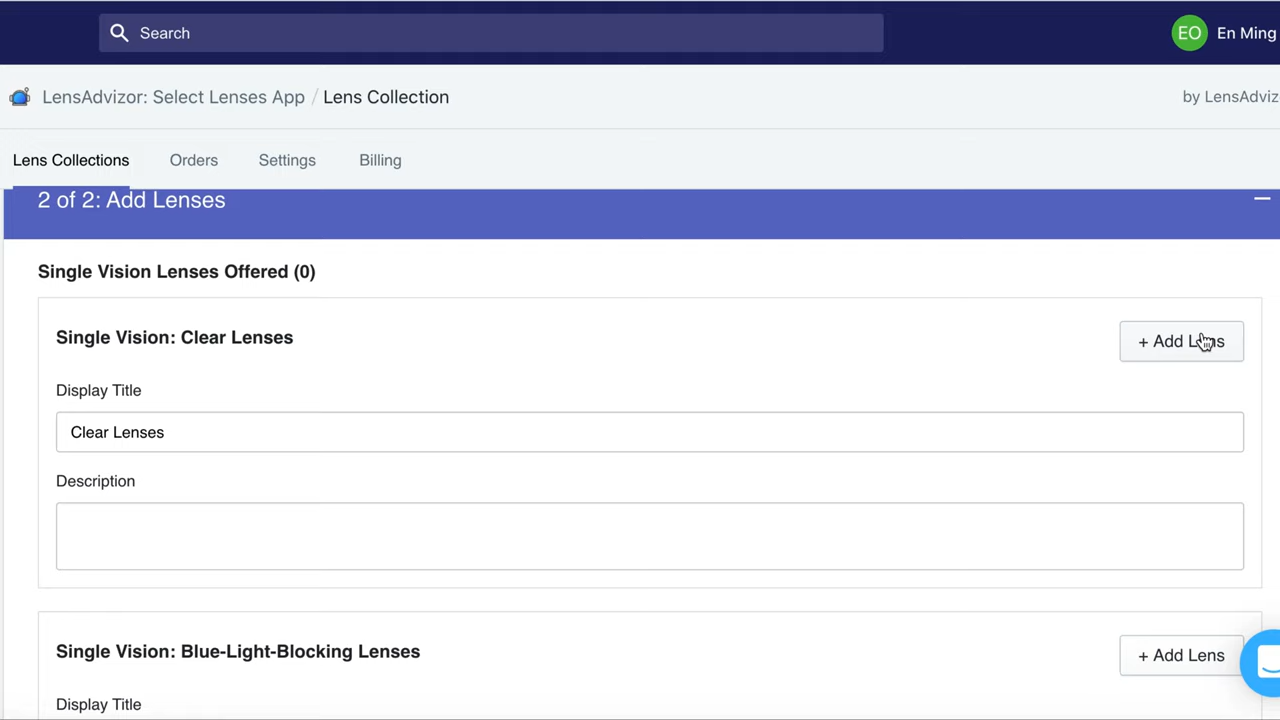 Search
EO
En Ming
LensAdvizor: Select Lenses App / Lens Collection
by LensAdviz
Lens Collections
Orders
Settings
Billing
2 of 2: Add Lenses
Single Vision Lenses Offered (0)
Single Vision: Clear Lenses
+ Add Lens
Display Title
Clear Lenses
Description
Single Vision: Blue-Light-Blocking Lenses
+ Add Lens
Display Title